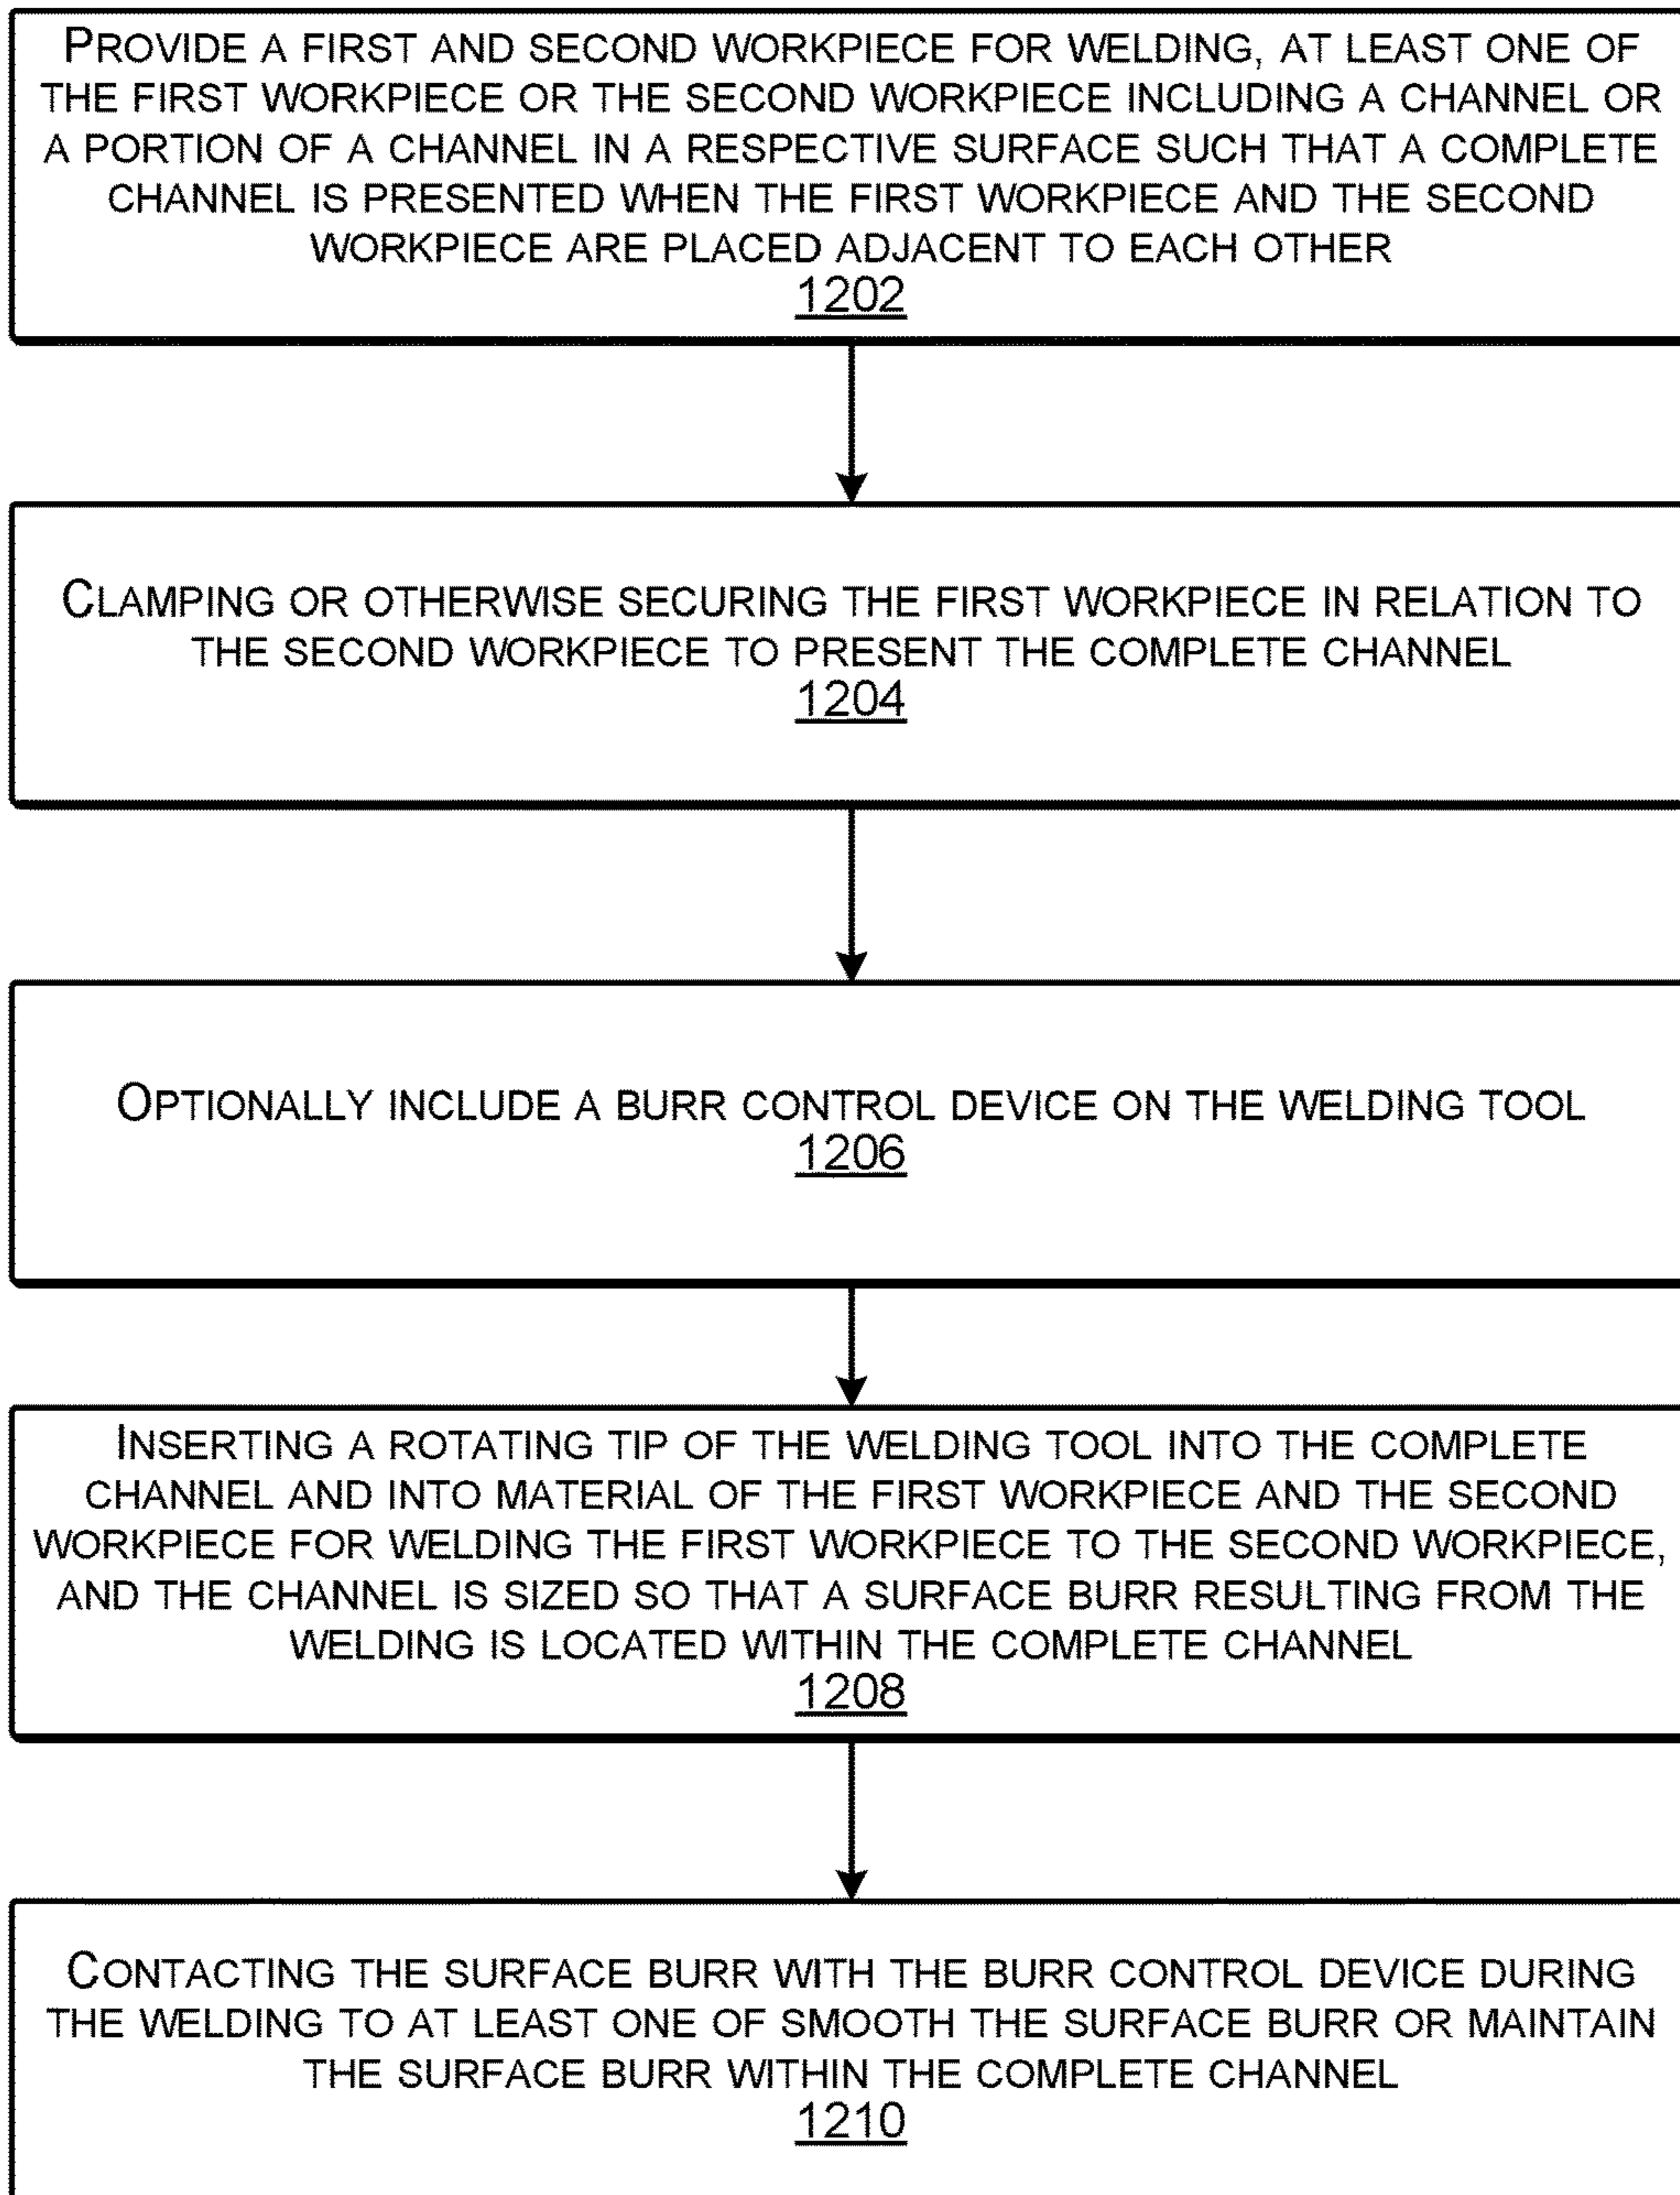 PROVIDE A FIRST AND SECOND WORKPIECE FOR WELDING, AT LEAST ONE OF
THE FIRST WORKPIECE OR THE SECOND WORKPIECE INCLUDING A CHANNEL OR
A PORTION OF A CHANNEL IN A RESPECTIVE SURFACE SUCH THAT A COMPLETE
CHANNEL IS PRESENTED WHEN THE FIRST WORKPIECE AND THE SECOND
WORKPIECE ARE PLACED ADJACENT TO EACH OTHER
1202
CLAMPING OR OTHERWISE SECURING THE FIRST WORKPIECE IN RELATION TO
THE SECOND WORKPIECE TO PRESENT THE COMPLETE CHANNEL
1204
OPTIONALLY INCLUDE A BURR CONTROL DEVICE ON THE WELDING TOOL
1206
INSERTING A ROTATING TIP OF THE WELDING TOOL INTO THE COMPLETE
CHANNEL AND INTO MATERIAL OF THE FIRST WORKPIECE AND THE SECOND
WORKPIECE FOR WELDING THE FIRST WORKPIECE TO THE SECOND WORKPIECE,
AND THE CHANNEL IS SIZED SO THAT A SURFACE BURR RESULTING FROM THE
WELDING IS LOCATED WITHIN THE COMPLETE CHANNEL
1208
CONTACTING THE SURFACE BURR WITH THE BURR CONTROL DEVICE DURING
THE WELDING TO AT LEAST ONE OF SMOOTH THE SURFACE BURR OR MAINTAIN
THE SURFACE BURR WITHIN THE COMPLETE CHANNEL
1210